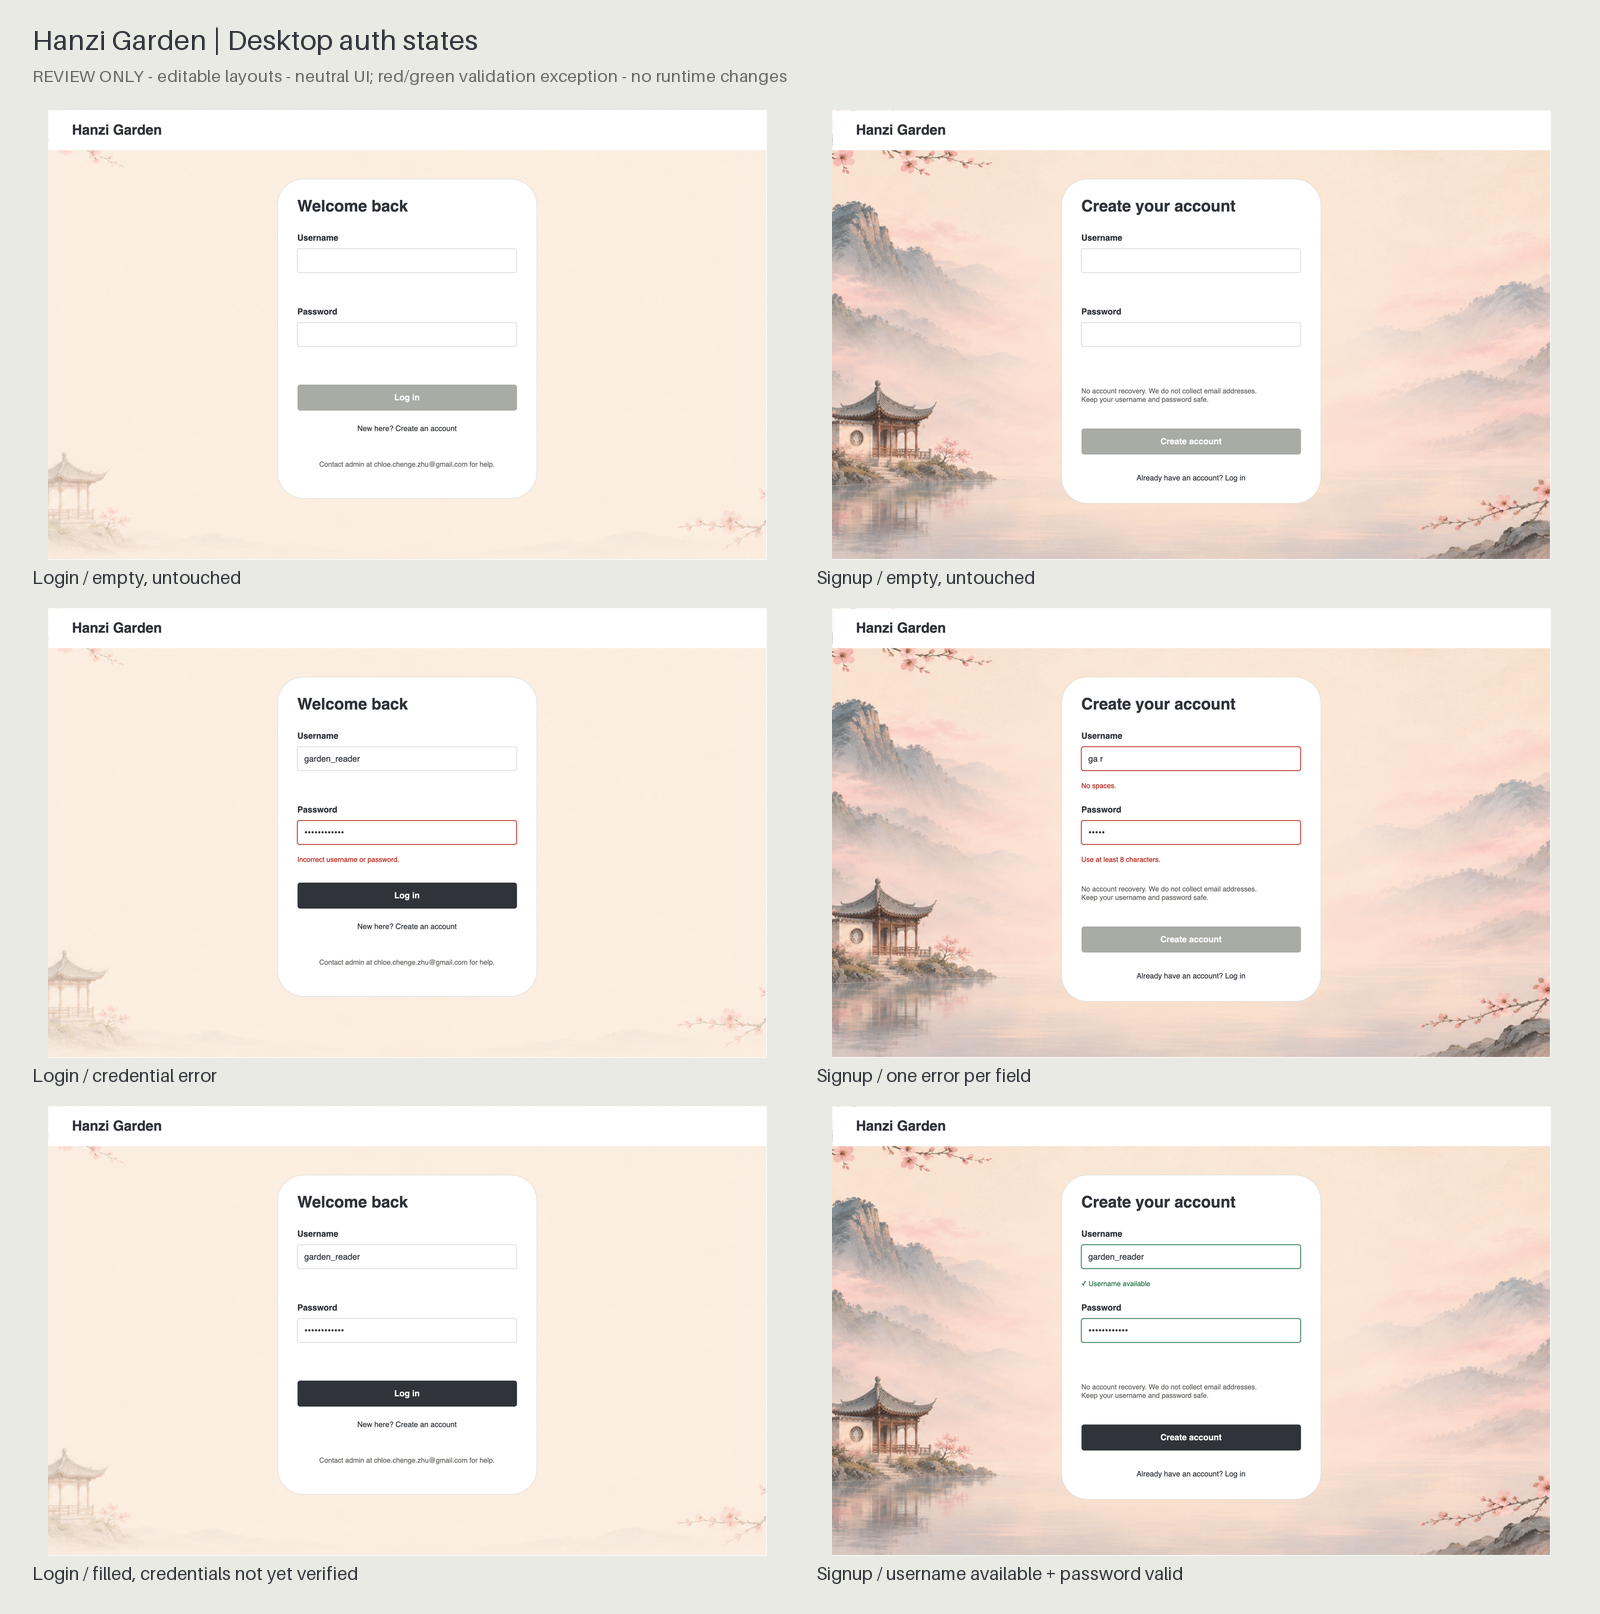 Hanzi Garden | Desktop auth states
REVIEW ONLY - editable layouts - neutral UI; red/green validation exception - no runtime changes
Hanzi Garden
Welcome back
Username
Password
Log in
New here? Create an account
Contact admin at chloe.chenge.zhu@gmail.com for help.
Login / empty, untouched
Hanzi Garden
Create your account
Username
Password
No account recovery. We do not collect email addresses.
Keep your username and password safe.
Create account
Already have an account? Log in
Signup / empty, untouched
Hanzi Garden
Welcome back
Username
garden_reader
Password
••••••••••••
Incorrect username or password.
Log in
New here? Create an account
Contact admin at chloe.chenge.zhu@gmail.com for help.
Login / credential error
Hanzi Garden
Create your account
Username
ga r
No spaces.
Password
•••••
Use at least 8 characters.
No account recovery. We do not collect email addresses.
Keep your username and password safe.
Create account
Already have an account? Log in
Signup / one error per field
Hanzi Garden
Welcome back
Username
garden_reader
Password
••••••••••••
Log in
New here? Create an account
Contact admin at chloe.chenge.zhu@gmail.com for help.
Login / filled, credentials not yet verified
Hanzi Garden
Create your account
Username
garden_reader
✓ Username available
Password
••••••••••••
No account recovery. We do not collect email addresses.
Keep your username and password safe.
Create account
Already have an account? Log in
Signup / username available + password valid